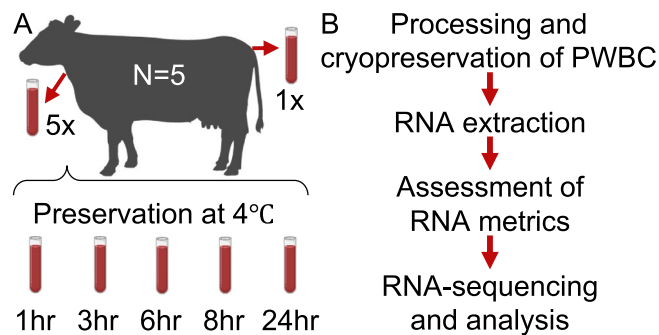 A
N=5
1x
5x
Preservation at 4℃
1hr 3hr 6hr 8hr 24hr
B
Processing and
cryopreservation of PWBC
RNA extraction
Assessment of
RNA metrics
RNA-sequencing
and analysis